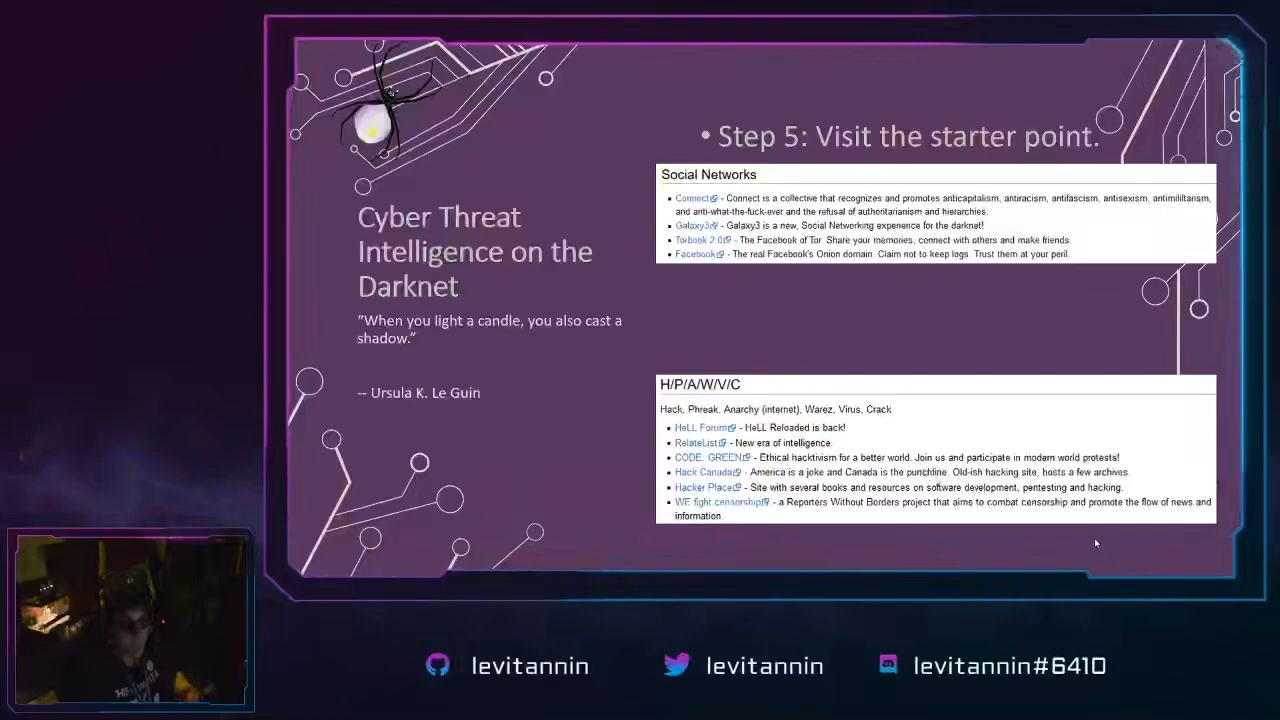 • Step 5: Visit the starter point.
Social Networks
Connect - Connect is a collective that recognizes and promotes anticapitalism, antiracism, antifascism, antisexism, antimililtarism,
and anti-what-the-fuck-ever and the refusal of authoritarianism and hierarchies.
Galaxy3 - Galaxy3 is a new, Social Networking experience for the darknet!
Torbook 2.0 - The Facebook of Tor. Share your memories, connect with others and make friends.
Facebook - The real Facebook's Onion domain. Claim not to keep logs. Trust them at your peril.
Cyber Threat
Intelligence on the
Darknet
“When you light a candle, you also cast a
shadow.”
-- Ursula K. Le Guin
H/P/A/W/V/C
Hack, Phreak, Anarchy (internet), Warez, Virus, Crack
HeLL Forum - HeLL Reloaded is back!
RelateList - New era of intelligence.
CODE: GREEN - Ethical hacktivism for a better world. Join us and participate in modern world protests!
Hack Canada - America is a joke and Canada is the punchline. Old-ish hacking site, hosts a few archives.
Hacker Place - Site with several books and resources on software development, pentesting and hacking.
WE fight censorship - a Reporters Without Borders project that aims to combat censorship and promote the flow of news and
information.
levitannin
levitannin
levitannin#6410